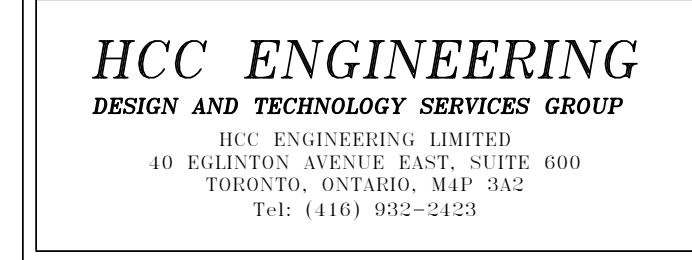 HCC ENGINEERING
DESIGN AND TECHNOLOGY SERVICES GROUP
HCC ENGINEERING LIMITED
40 EGLINTON AVENUE EAST, SUITE 600
TORONTO, ONTARIO, M4P 3A2
Tel: (416) 932-2423